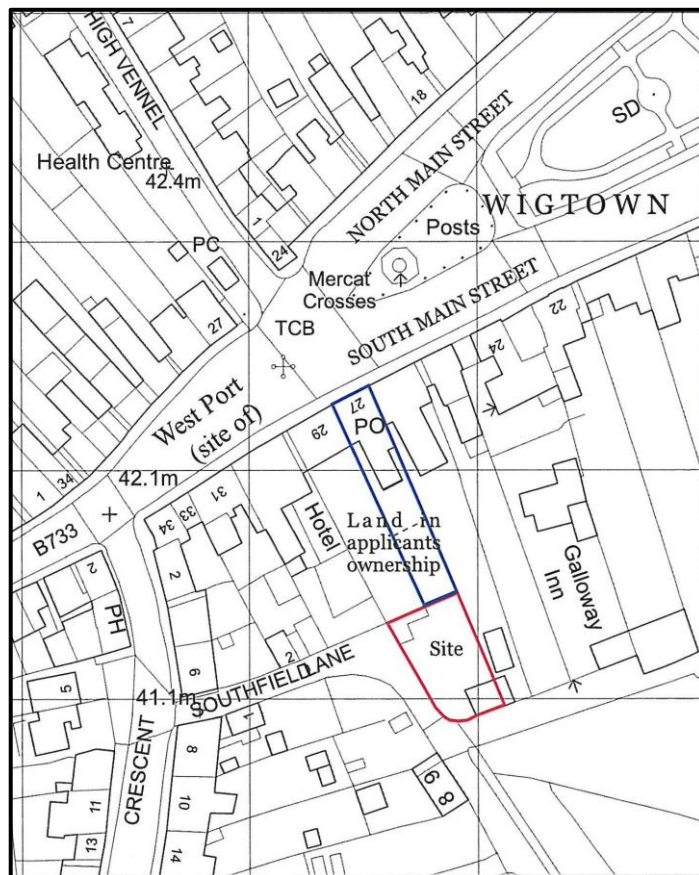 7
HIGH VENNEL
Health Centre
42.4m
18
NORTH MAIN STREET
SD
WIGTOWN
Posts
1
24
PC
Mercat
Crosses
27
TCB
SOUTH MAIN STREET
22
24
West Port
(site of)
27
29
PO
34
1
42.1m
31
33
34
Hotel
Land in
applicants
ownership
B733
2
2
PH
Galloway
Inn
Site
2
6
SOUTHFIELD LANE
5
41.1m
1
CRESCENT
8
9
8
10
11
13
14